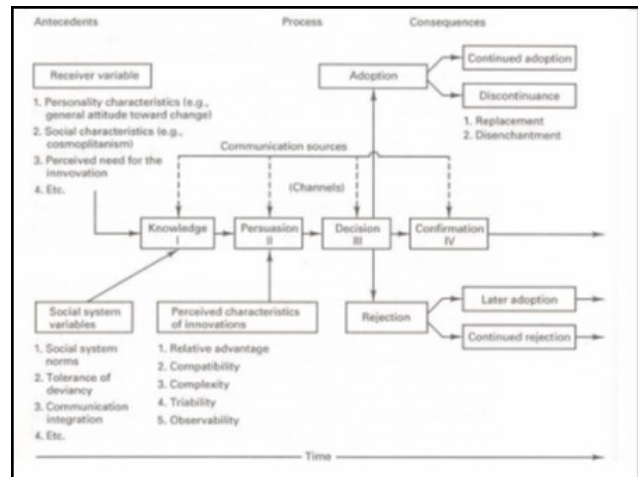 Antecedents
Process
Consequences
Receiver variable
1. Personality characteristics (e.g.,
general attitude toward change)
2. Social characteristics (e.g.,
cosmoplitanism)
3. Perceived need for the
innvovation
4. Etc.
Adoption
Continued adoption
Discontinuance
1. Replacement
2. Disenchantment
Communication sources
(Channels)
Knowledge
I
Persuasion
II
Decision
III
Confirmation
IV
Social system
variables
1. Social system
norms
2. Tolerance of
deviancy
3. Communication
integration
4. Etc.
Perceived characteristics
of innovations
1. Relative advantage
2. Compatibility
3. Complexity
4. Triability
5. Observability
Rejection
Later adoption
Continued rejection
Time